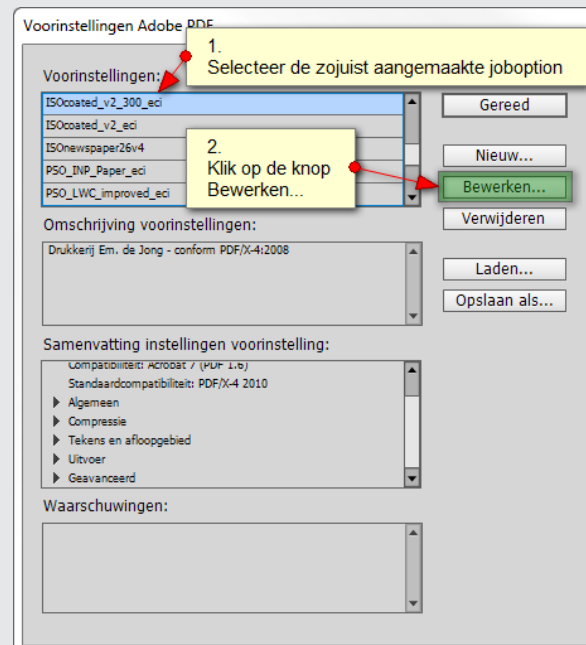 Voorinstellingen Adobe PDF
1.
Selecteer de zojuist aangemaakte joboption
Voorinstellingen:
ISOcoated_v2_300_eci
ISOcoated_v2_eci
ISOnewspaper26v4
PSO_INP_Paper_eci
PSO_LWC_improved_eci
2.
Klik op de knop
Bewerken...
Gereed
Nieuw...
Bewerken...
Verwijderen
Laden...
Opslaan als...
Omschrijving voorinstellingen:
Drukkerij Em. de Jong - conform PDF/X-4:2008
Samenvatting instellingen voorinstelling:
Compatibiliteit: Acrobat 7 (PDF 1.6)
Standaardcompatibiliteit: PDF/X-4 2010
Algemeen
Compressie
Tekens en afloopgebied
Uitvoer
Geavanceerd
Waarschuwingen: